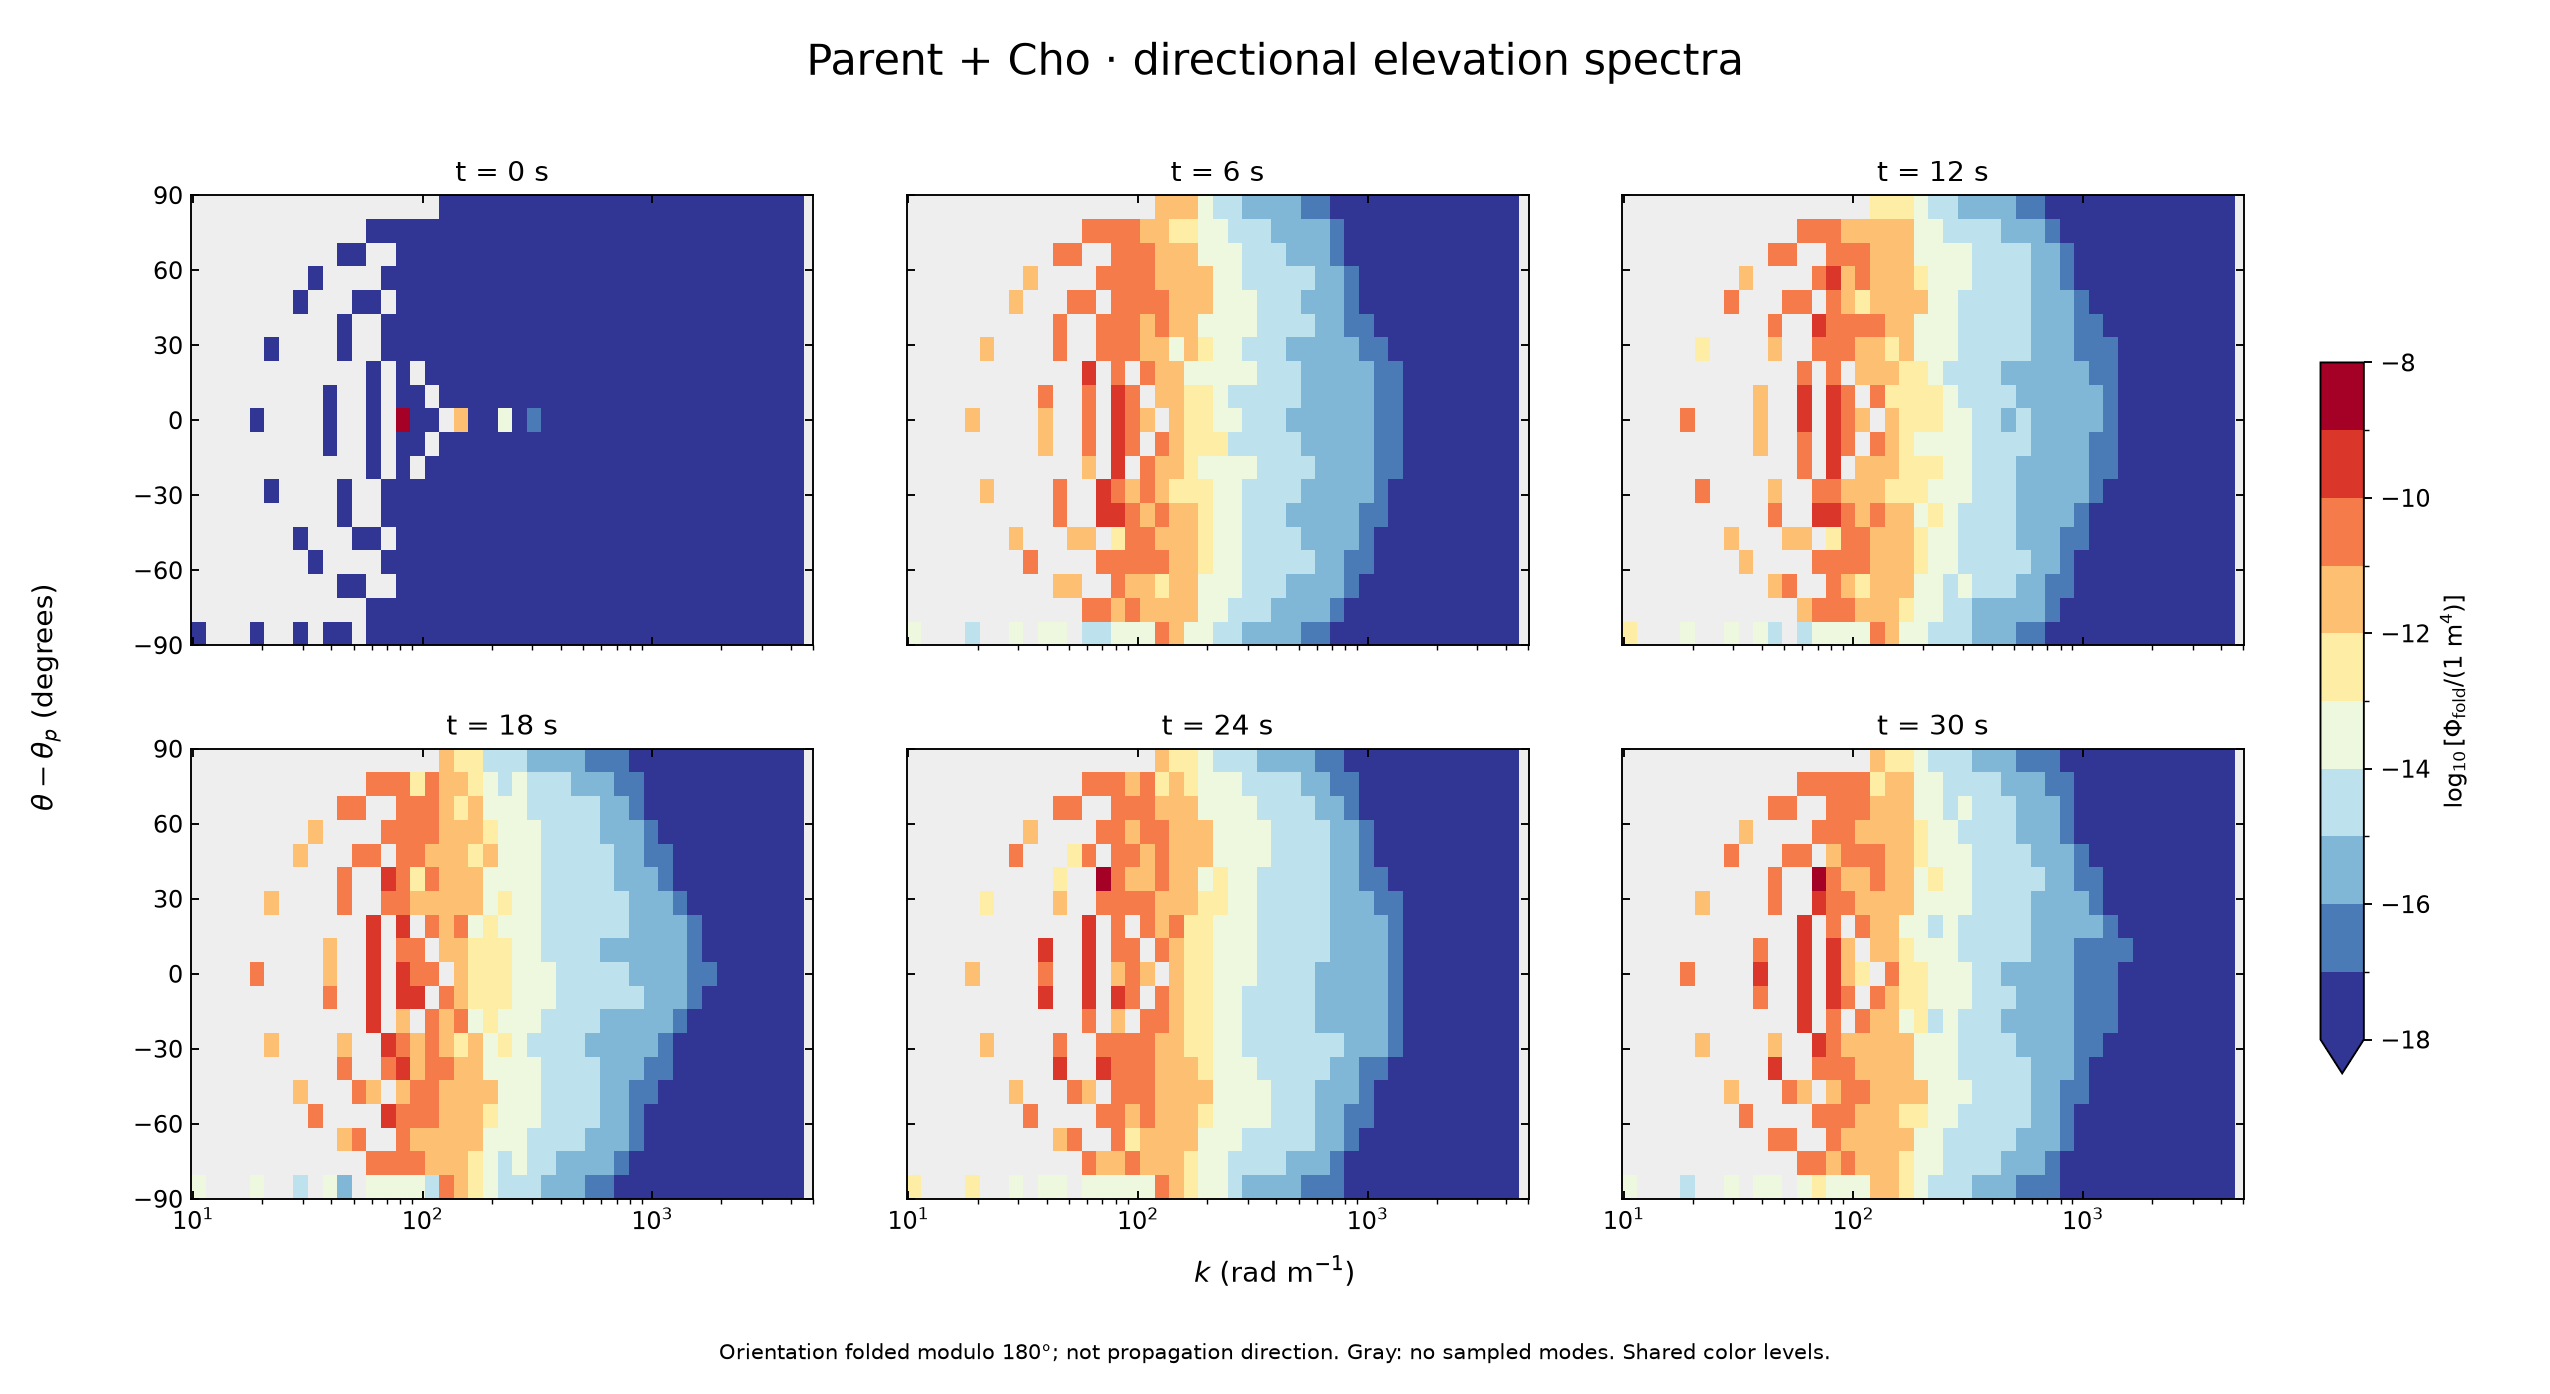 Parent + Cho · directional elevation spectra
t = 0 s
t = 6 s
t = 12 s
90
60
30
0
−30
−60
−90
t = 18 s
t = 24 s
t = 30 s
90
60
30
0
−30
−60
−90
10¹ 10² 10³
10¹ 10² 10³
10¹ 10² 10³
θ − θₚ (degrees)
k (rad m⁻¹)
−8
−10
−12
−14
−16
−18
log₁₀[Φfold/(1 m⁴)]
Orientation folded modulo 180°; not propagation direction. Gray: no sampled modes. Shared color levels.